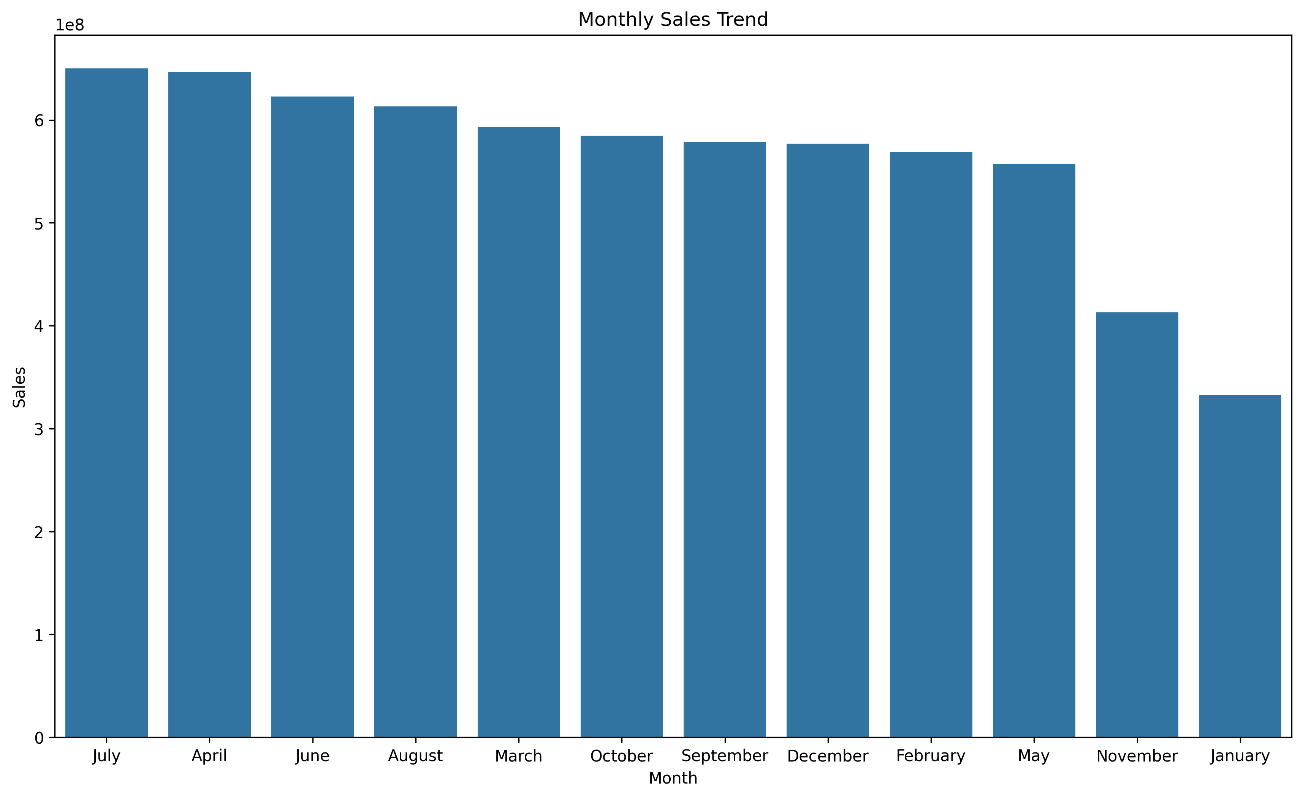 Monthly Sales Trend
1e8
6
5
4
3
2
1
0
Sales
July April June August March October September December February May November January
Month